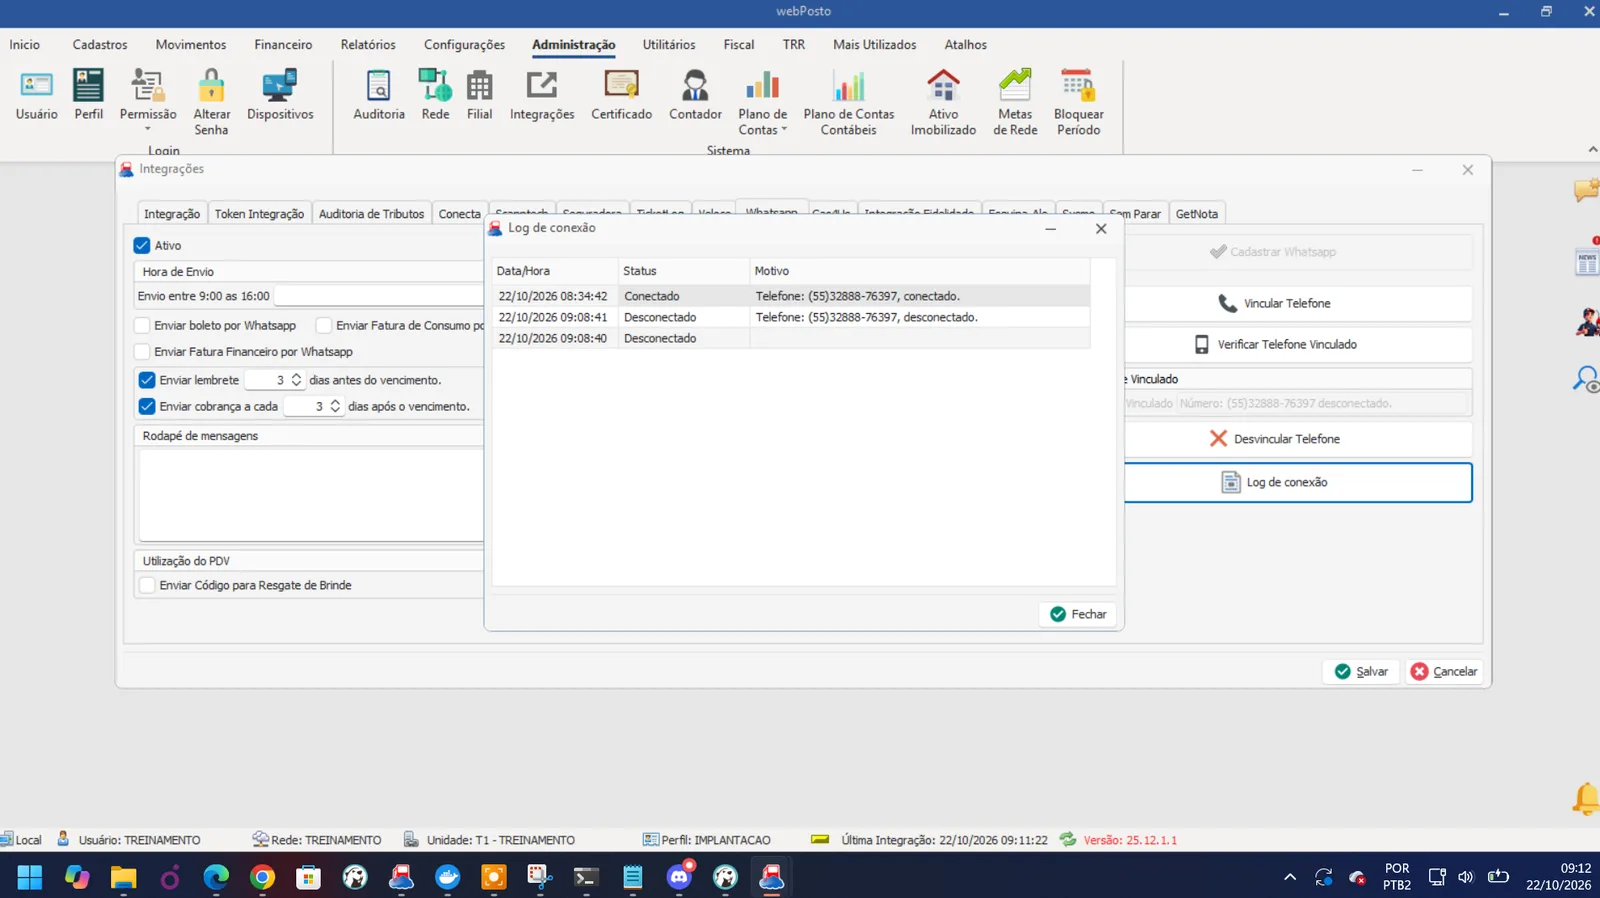 webPosto
Inicio Cadastros Movimentos Financeiro Relatórios Configurações Administração Utilitários Fiscal TRR Mais Utilizados Atalhos
Usuário Perfil Permissão Alterar Senha Dispositivos Auditoria Rede Filial Integrações Certificado Contador Plano de Contas Plano de Contas Contábeis Ativo Imobilizado Metas de Rede Bloquear Período
Login Sistema
Integrações
NEWS
Integração Token Integração Auditoria de Tributos Conecta Whatsapp Integração Fidelidade Sem Parar GetNota
Log de conexão
Ativo
Cadastrar Whatsapp
Hora de Envio
Data/Hora Status Motivo
Envio entre 9:00 as 16:00
22/10/2026 08:34:42 Conectado Telefone: (55)32888-76397, conectado.
Vincular Telefone
22/10/2026 09:08:41 Desconectado Telefone: (55)32888-76397, desconectado.
Enviar boleto por Whatsapp Enviar Fatura de Consumo po
22/10/2026 09:08:40 Desconectado
Verificar Telefone Vinculado
Enviar Fatura Financeiro por Whatsapp
Enviar lembrete 3 dias antes do vencimento.
e Vinculado
Enviar cobrança a cada 3 dias após o vencimento.
Vinculado Número: (55)32888-76397 desconectado.
Rodapé de mensagens
Desvincular Telefone
Log de conexão
Utilização do PDV
Enviar Código para Resgate de Brinde
Fechar
Salvar Cancelar
Local Usuário: TREINAMENTO Rede: TREINAMENTO Unidade: T1 - TREINAMENTO Perfil: IMPLANTACAO Última Integração: 22/10/2026 09:11:22 Versão: 25.12.1.1
POR
PTB2
09:12
22/10/2026